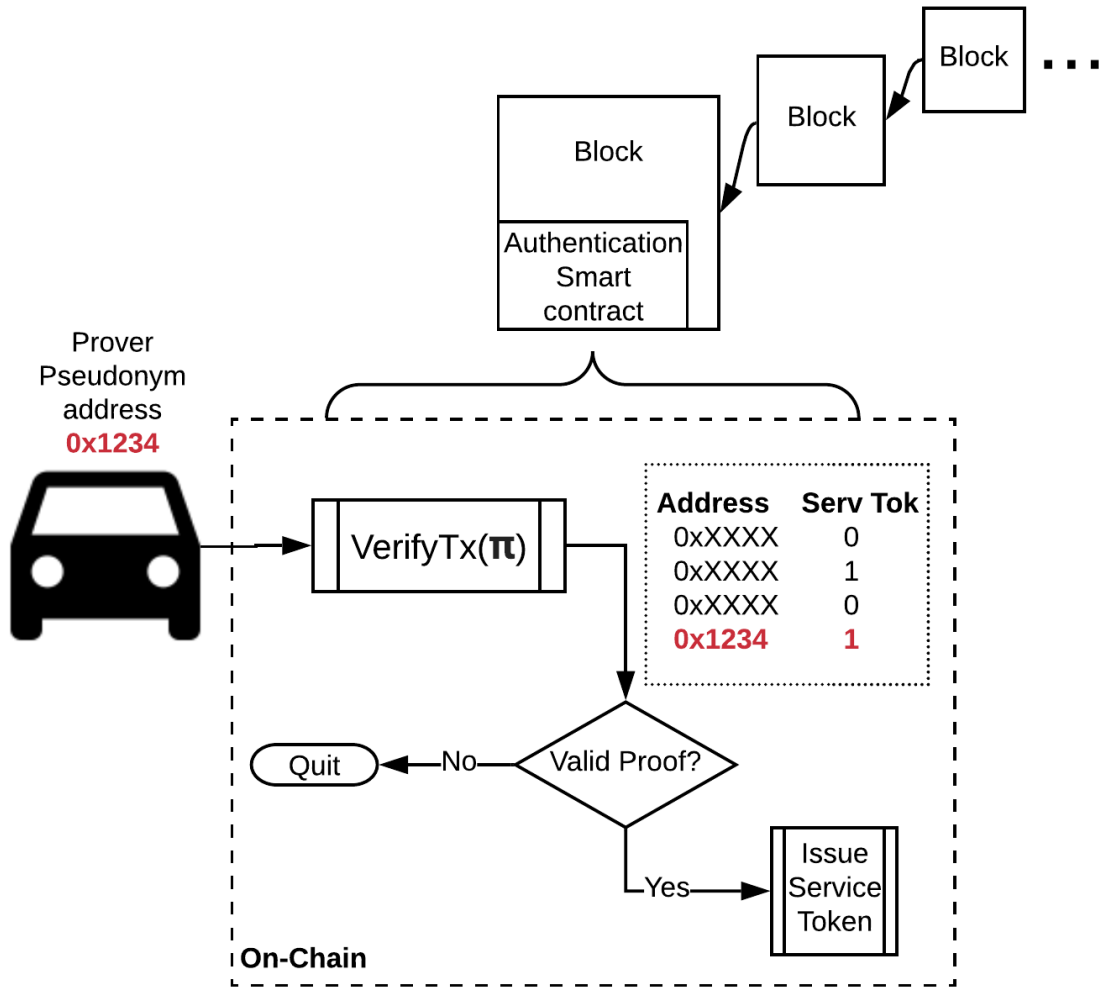 Block
Block
Block
Authentication
Smart
contract
Prover
Pseudonym
address
0x1234
Address Serv Tok
0xXXXX 0
0xXXXX 1
0xXXXX 0
0x1234 1
VerifyTx(π)
Valid Proof?
No
Quit
Yes
Issue
Service
Token
On-Chain